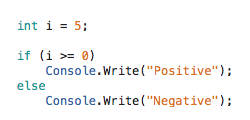 int i = 5;

if (i >= 0)
    Console.Write("Positive");
else
    Console.Write("Negative");